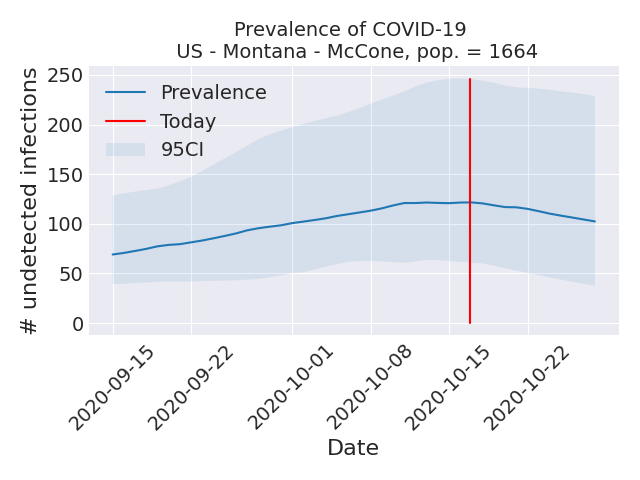 Prevalence of COVID-19
US - Montana - McCone, pop. = 1664
# undetected infections
250
200
150
100
50
0
Prevalence
Today
95CI
2020-09-15
2020-09-22
2020-10-01
2020-10-08
2020-10-15
2020-10-22
Date